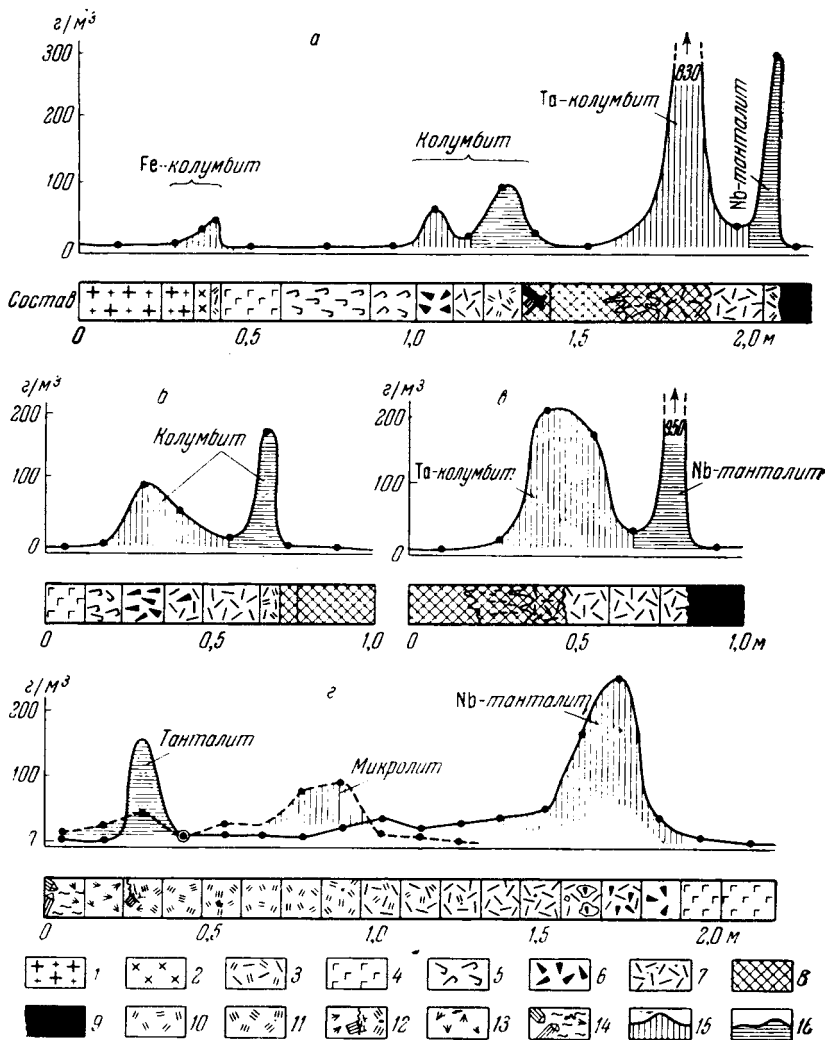 г/м³
а
300
200
100
0
Fe-колумбит
Колумбит
Ta-колумбит
830
Nb-танталит
Состав
0 0,5 1,0 1,5 2,0 м
г/м³ б
200
100
0
Колумбит
0 0,5 1,0
г/м³ в
200
100
0
Ta-колумбит
950
Nb-танталит
0 0,5 1,0 м
г/м³ г
200
100
Танталит
Микролит
Nb-танталит
0 0,5 1,0 1,5 2,0 м
1 2 3 4 5 6 7 8
9 10 11 12 13 14 15 16